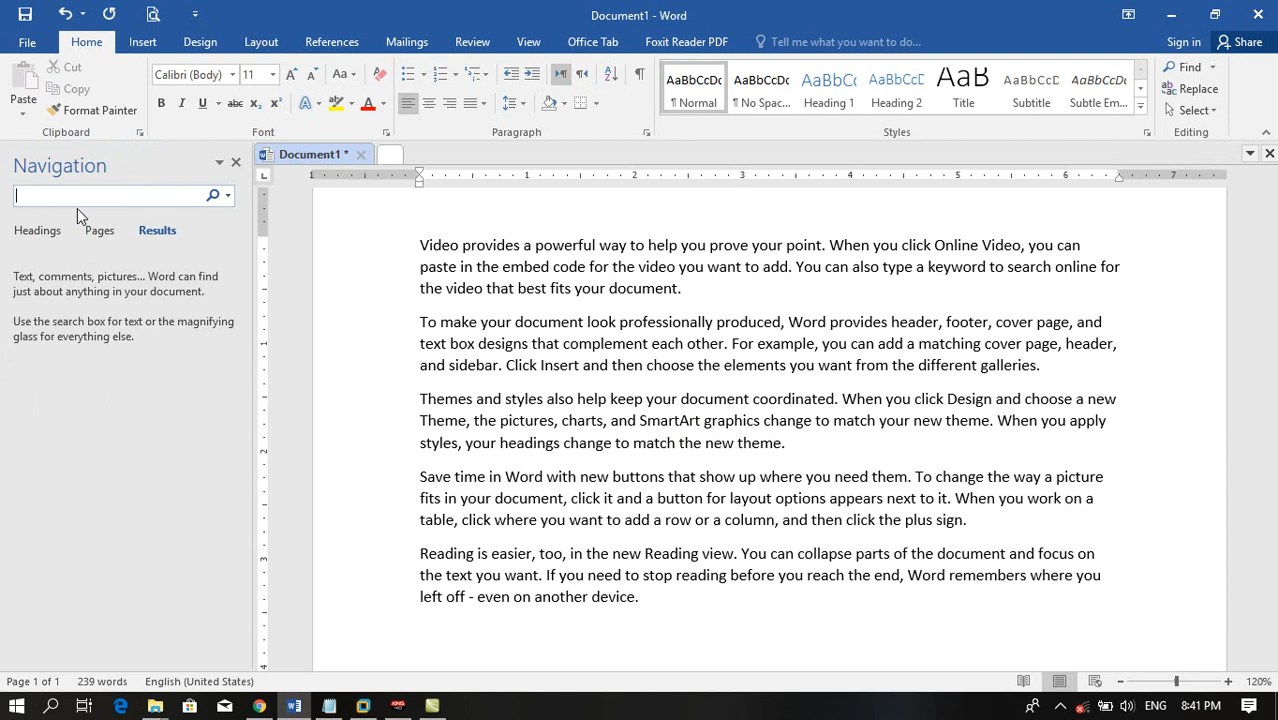 Document1 - Word
File
Home
Insert
Design
Layout
References
Mailings
Review
View
Office Tab
Foxit Reader PDF
Tell me what you want to do...
Sign in
Share
Paste
Cut
Copy
Format Painter
Clipboard
Calibri (Body)
11
Font
Paragraph
AaBbCcDc
¶ Normal
AaBbCcDc
¶ No Spac...
AaBbCc
Heading 1
AaBbCcE
Heading 2
AaB
Title
AaBbCcD
Subtitle
AaBbCcDc
Subtle Em...
Styles
Find
Replace
Select
Editing
Navigation
Headings
Pages
Results
Text, comments, pictures... Word can find
just about anything in your document.
Use the search box for text or the magnifying
glass for everything else.
Document1 *
1 1 2 3 4 5 6 7
1
2
3
4
Video provides a powerful way to help you prove your point. When you click Online Video, you can
paste in the embed code for the video you want to add. You can also type a keyword to search online for
the video that best fits your document.
To make your document look professionally produced, Word provides header, footer, cover page, and
text box designs that complement each other. For example, you can add a matching cover page, header,
and sidebar. Click Insert and then choose the elements you want from the different galleries.
Themes and styles also help keep your document coordinated. When you click Design and choose a new
Theme, the pictures, charts, and SmartArt graphics change to match your new theme. When you apply
styles, your headings change to match the new theme.
Save time in Word with new buttons that show up where you need them. To change the way a picture
fits in your document, click it and a button for layout options appears next to it. When you work on a
table, click where you want to add a row or a column, and then click the plus sign.
Reading is easier, too, in the new Reading view. You can collapse parts of the document and focus on
the text you want. If you need to stop reading before you reach the end, Word remembers where you
left off - even on another device.
Page 1 of 1
239 words
English (United States)
120%
ENG
8:41 PM